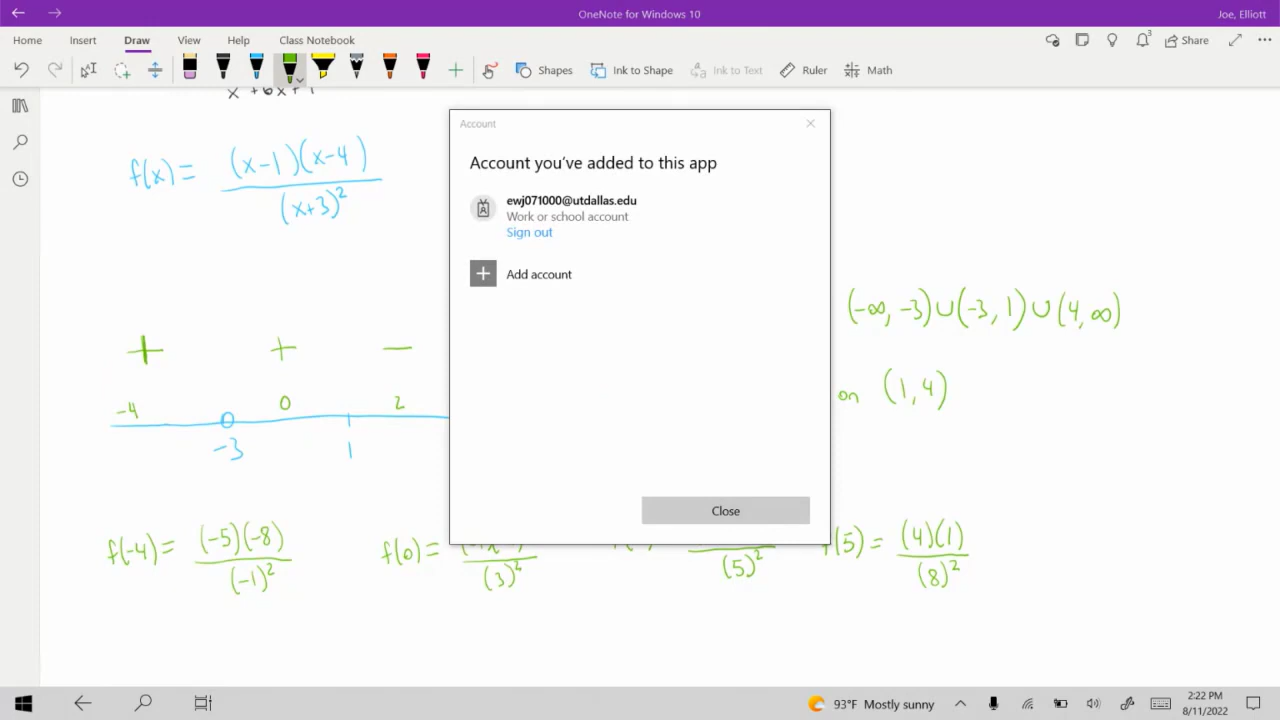 OneNote for Windows 10
Joe, Elliott
Home Insert Draw View Help Class Notebook
3 Share
Shapes Ink to Shape Ink to Text Ruler Math
f(x) = (x-1)(x-4)
(x+3)²
Account
Account you've added to this app
ewj071000@utdallas.edu
Work or school account
Sign out
Add account
Close
(-∞, -3)∪(-3, 1)∪(4, ∞)
on (1, 4)
+ + −
-4 0 2
-3 1
f(-4) = (-5)(-8)
(-1)²
f(0) =
(3)²
(5)²
f(5) = (4)(1)
(8)²
93°F Mostly sunny
2:22 PM
8/11/2022